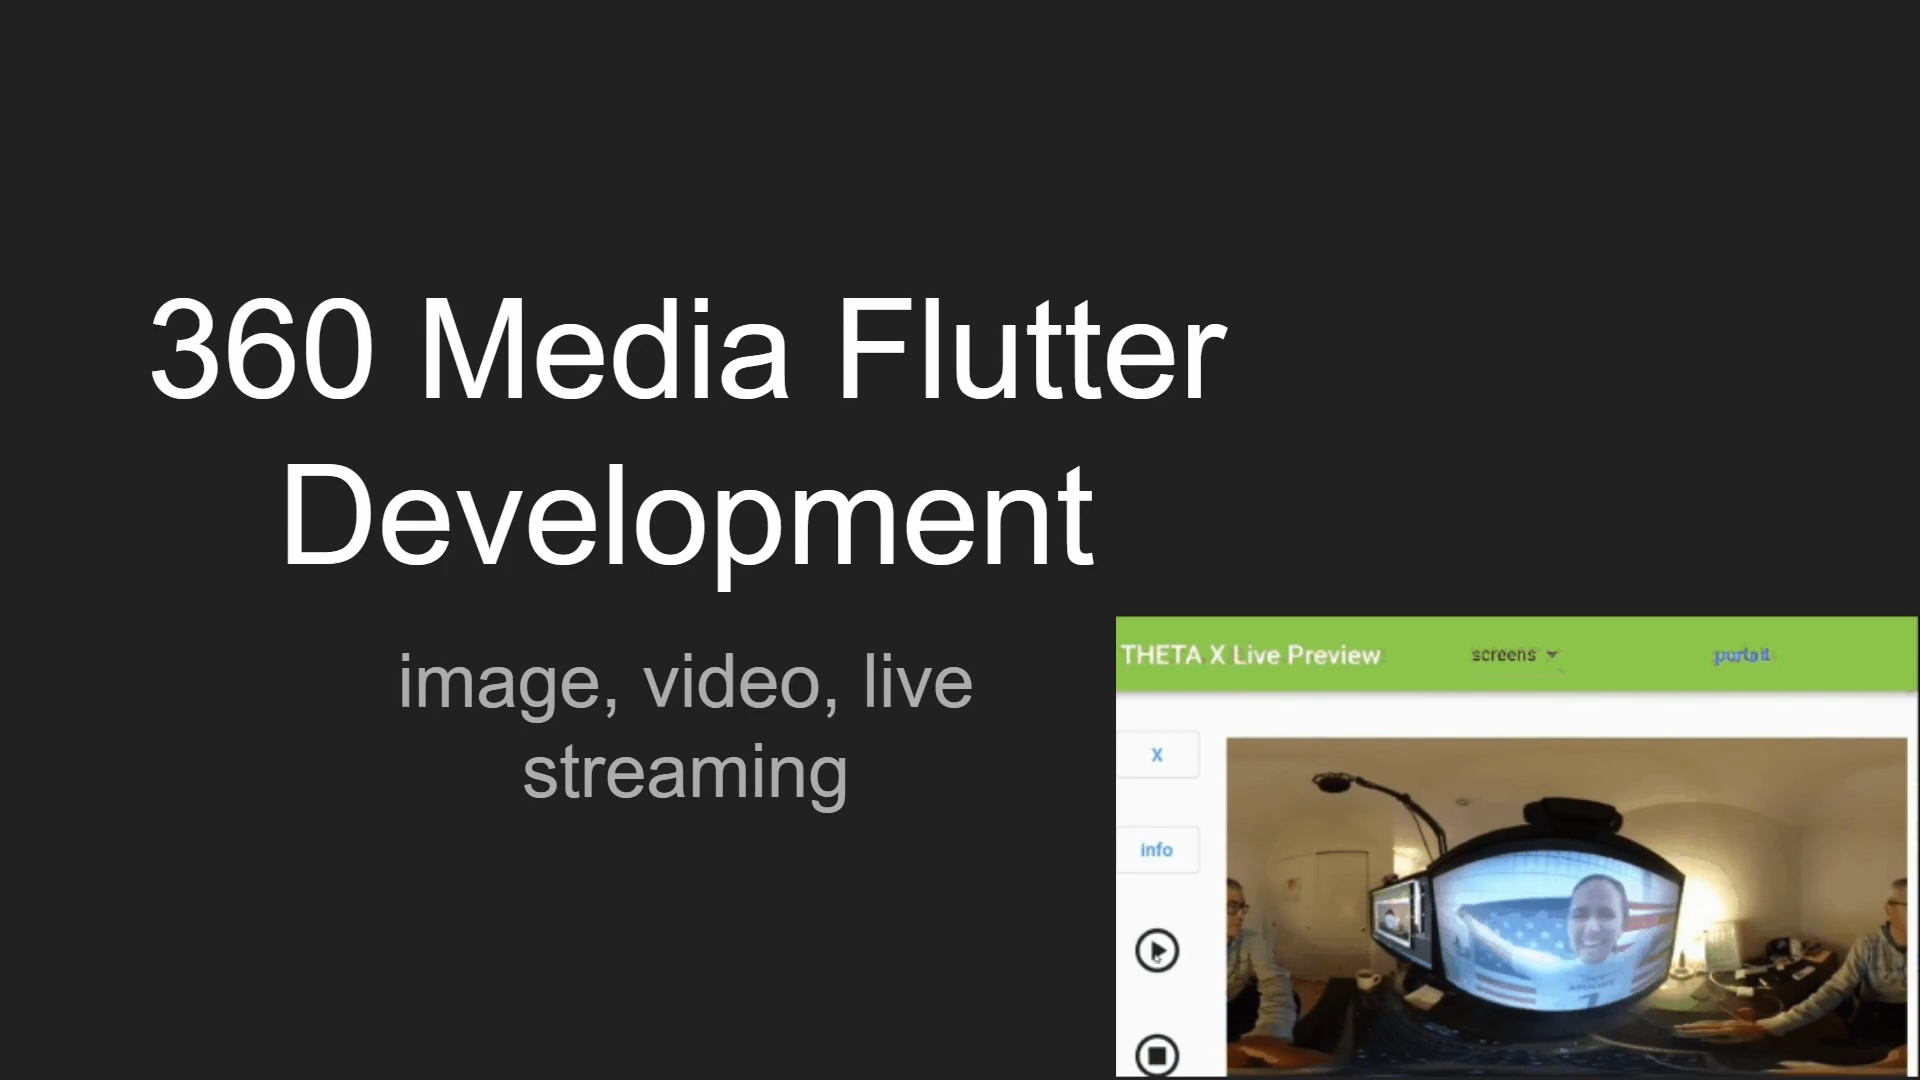 360 Media Flutter
Development
image, video, live
streaming
THETA X Live Preview
screens
X
info